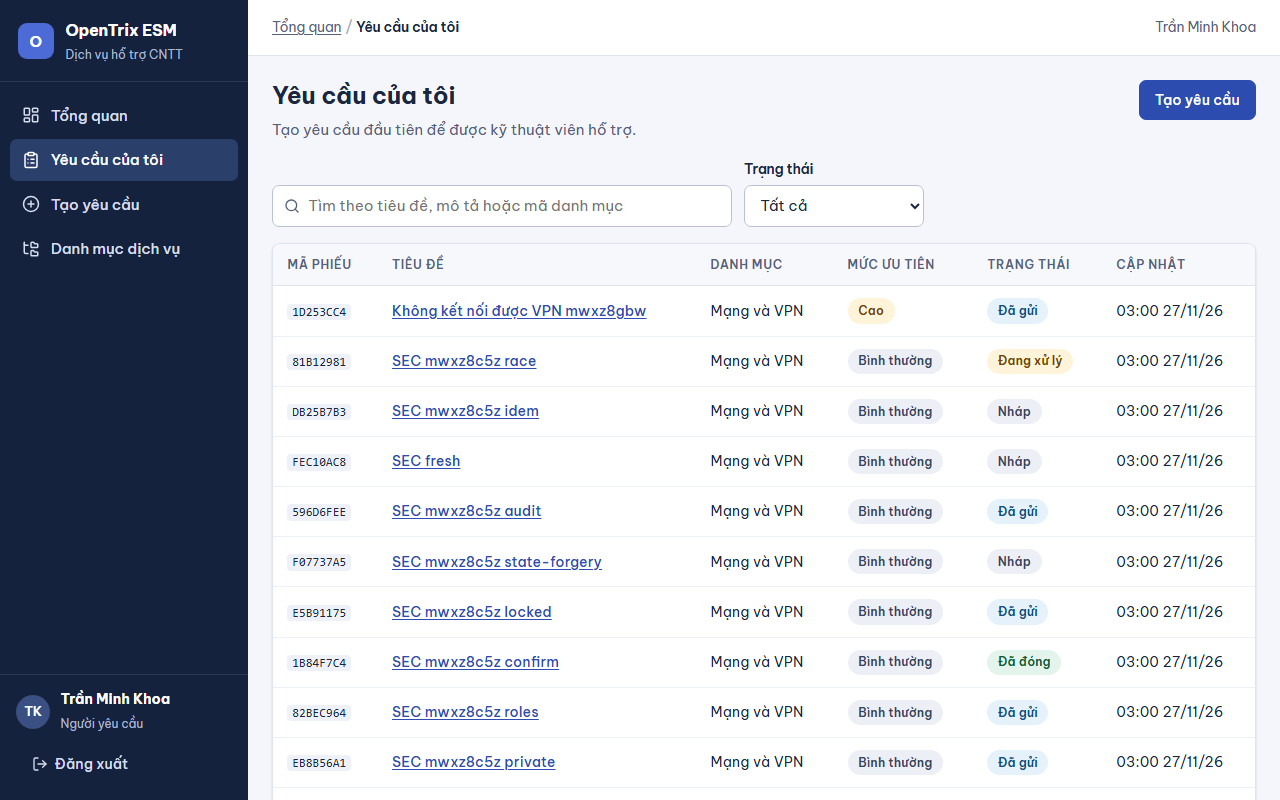 OpenTrix ESM
Dịch vụ hỗ trợ CNTT
Tổng quan
Yêu cầu của tôi
Tạo yêu cầu
Danh mục dịch vụ
TK
Trần Minh Khoa
Người yêu cầu
Đăng xuất
Tổng quan / Yêu cầu của tôi
Trần Minh Khoa
Yêu cầu của tôi
Tạo yêu cầu đầu tiên để được kỹ thuật viên hỗ trợ.
Tạo yêu cầu
Trạng thái
Tìm theo tiêu đề, mô tả hoặc mã danh mục
Tất cả
MÃ PHIẾU TIÊU ĐỀ DANH MỤC MỨC ƯU TIÊN TRẠNG THÁI CẬP NHẬT
1D253CC4 Không kết nối được VPN mwxz8gbw Mạng và VPN Cao Đã gửi 03:00 27/11/26
81B12981 SEC mwxz8c5z race Mạng và VPN Bình thường Đang xử lý 03:00 27/11/26
DB25B7B3 SEC mwxz8c5z idem Mạng và VPN Bình thường Nháp 03:00 27/11/26
FEC10AC8 SEC fresh Mạng và VPN Bình thường Nháp 03:00 27/11/26
596D6FEE SEC mwxz8c5z audit Mạng và VPN Bình thường Đã gửi 03:00 27/11/26
F07737A5 SEC mwxz8c5z state-forgery Mạng và VPN Bình thường Nháp 03:00 27/11/26
E5B91175 SEC mwxz8c5z locked Mạng và VPN Bình thường Đã gửi 03:00 27/11/26
1B84F7C4 SEC mwxz8c5z confirm Mạng và VPN Bình thường Đã đóng 03:00 27/11/26
82BEC964 SEC mwxz8c5z roles Mạng và VPN Bình thường Đã gửi 03:00 27/11/26
EB8B56A1 SEC mwxz8c5z private Mạng và VPN Bình thường Đã gửi 03:00 27/11/26